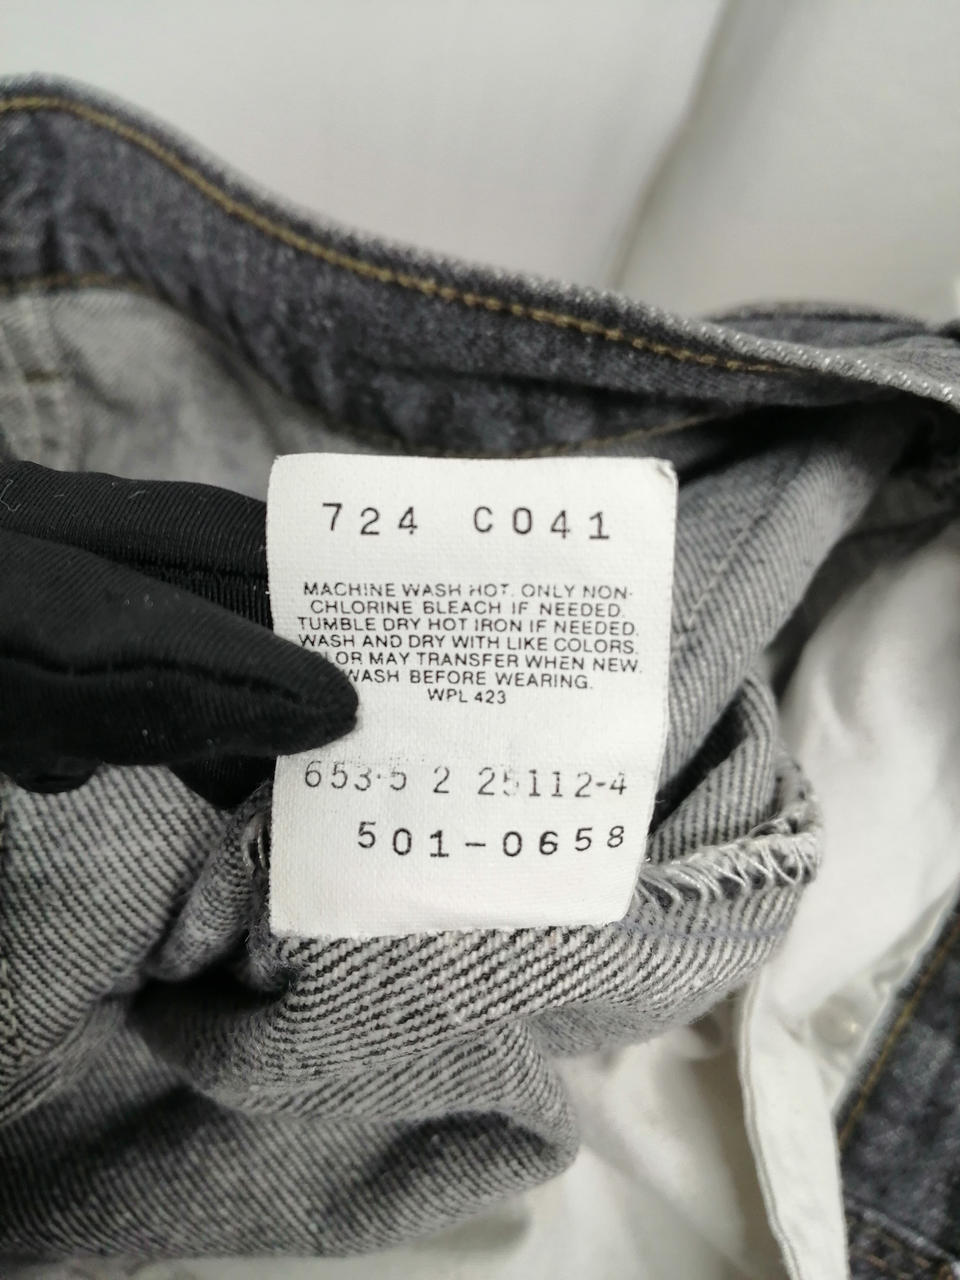 724 C041
MACHINE WASH HOT. ONLY NON-
CHLORINE BLEACH IF NEEDED.
TUMBLE DRY HOT IRON IF NEEDED.
WASH AND DRY WITH LIKE COLORS.
LOR MAY TRANSFER WHEN NEW.
WASH BEFORE WEARING.
WPL 423
653·5 2 25112-4
501-0658